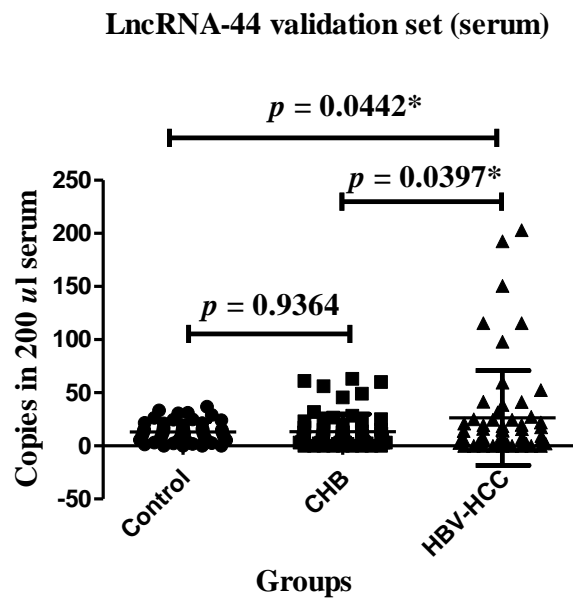 LncRNA-44 validation set (serum)
p = 0.0442*
p = 0.0397*
p = 0.9364
Copies in 200 ul serum
250
200
150
100
50
0
-50
Control
CHB
HBV-HCC
Groups